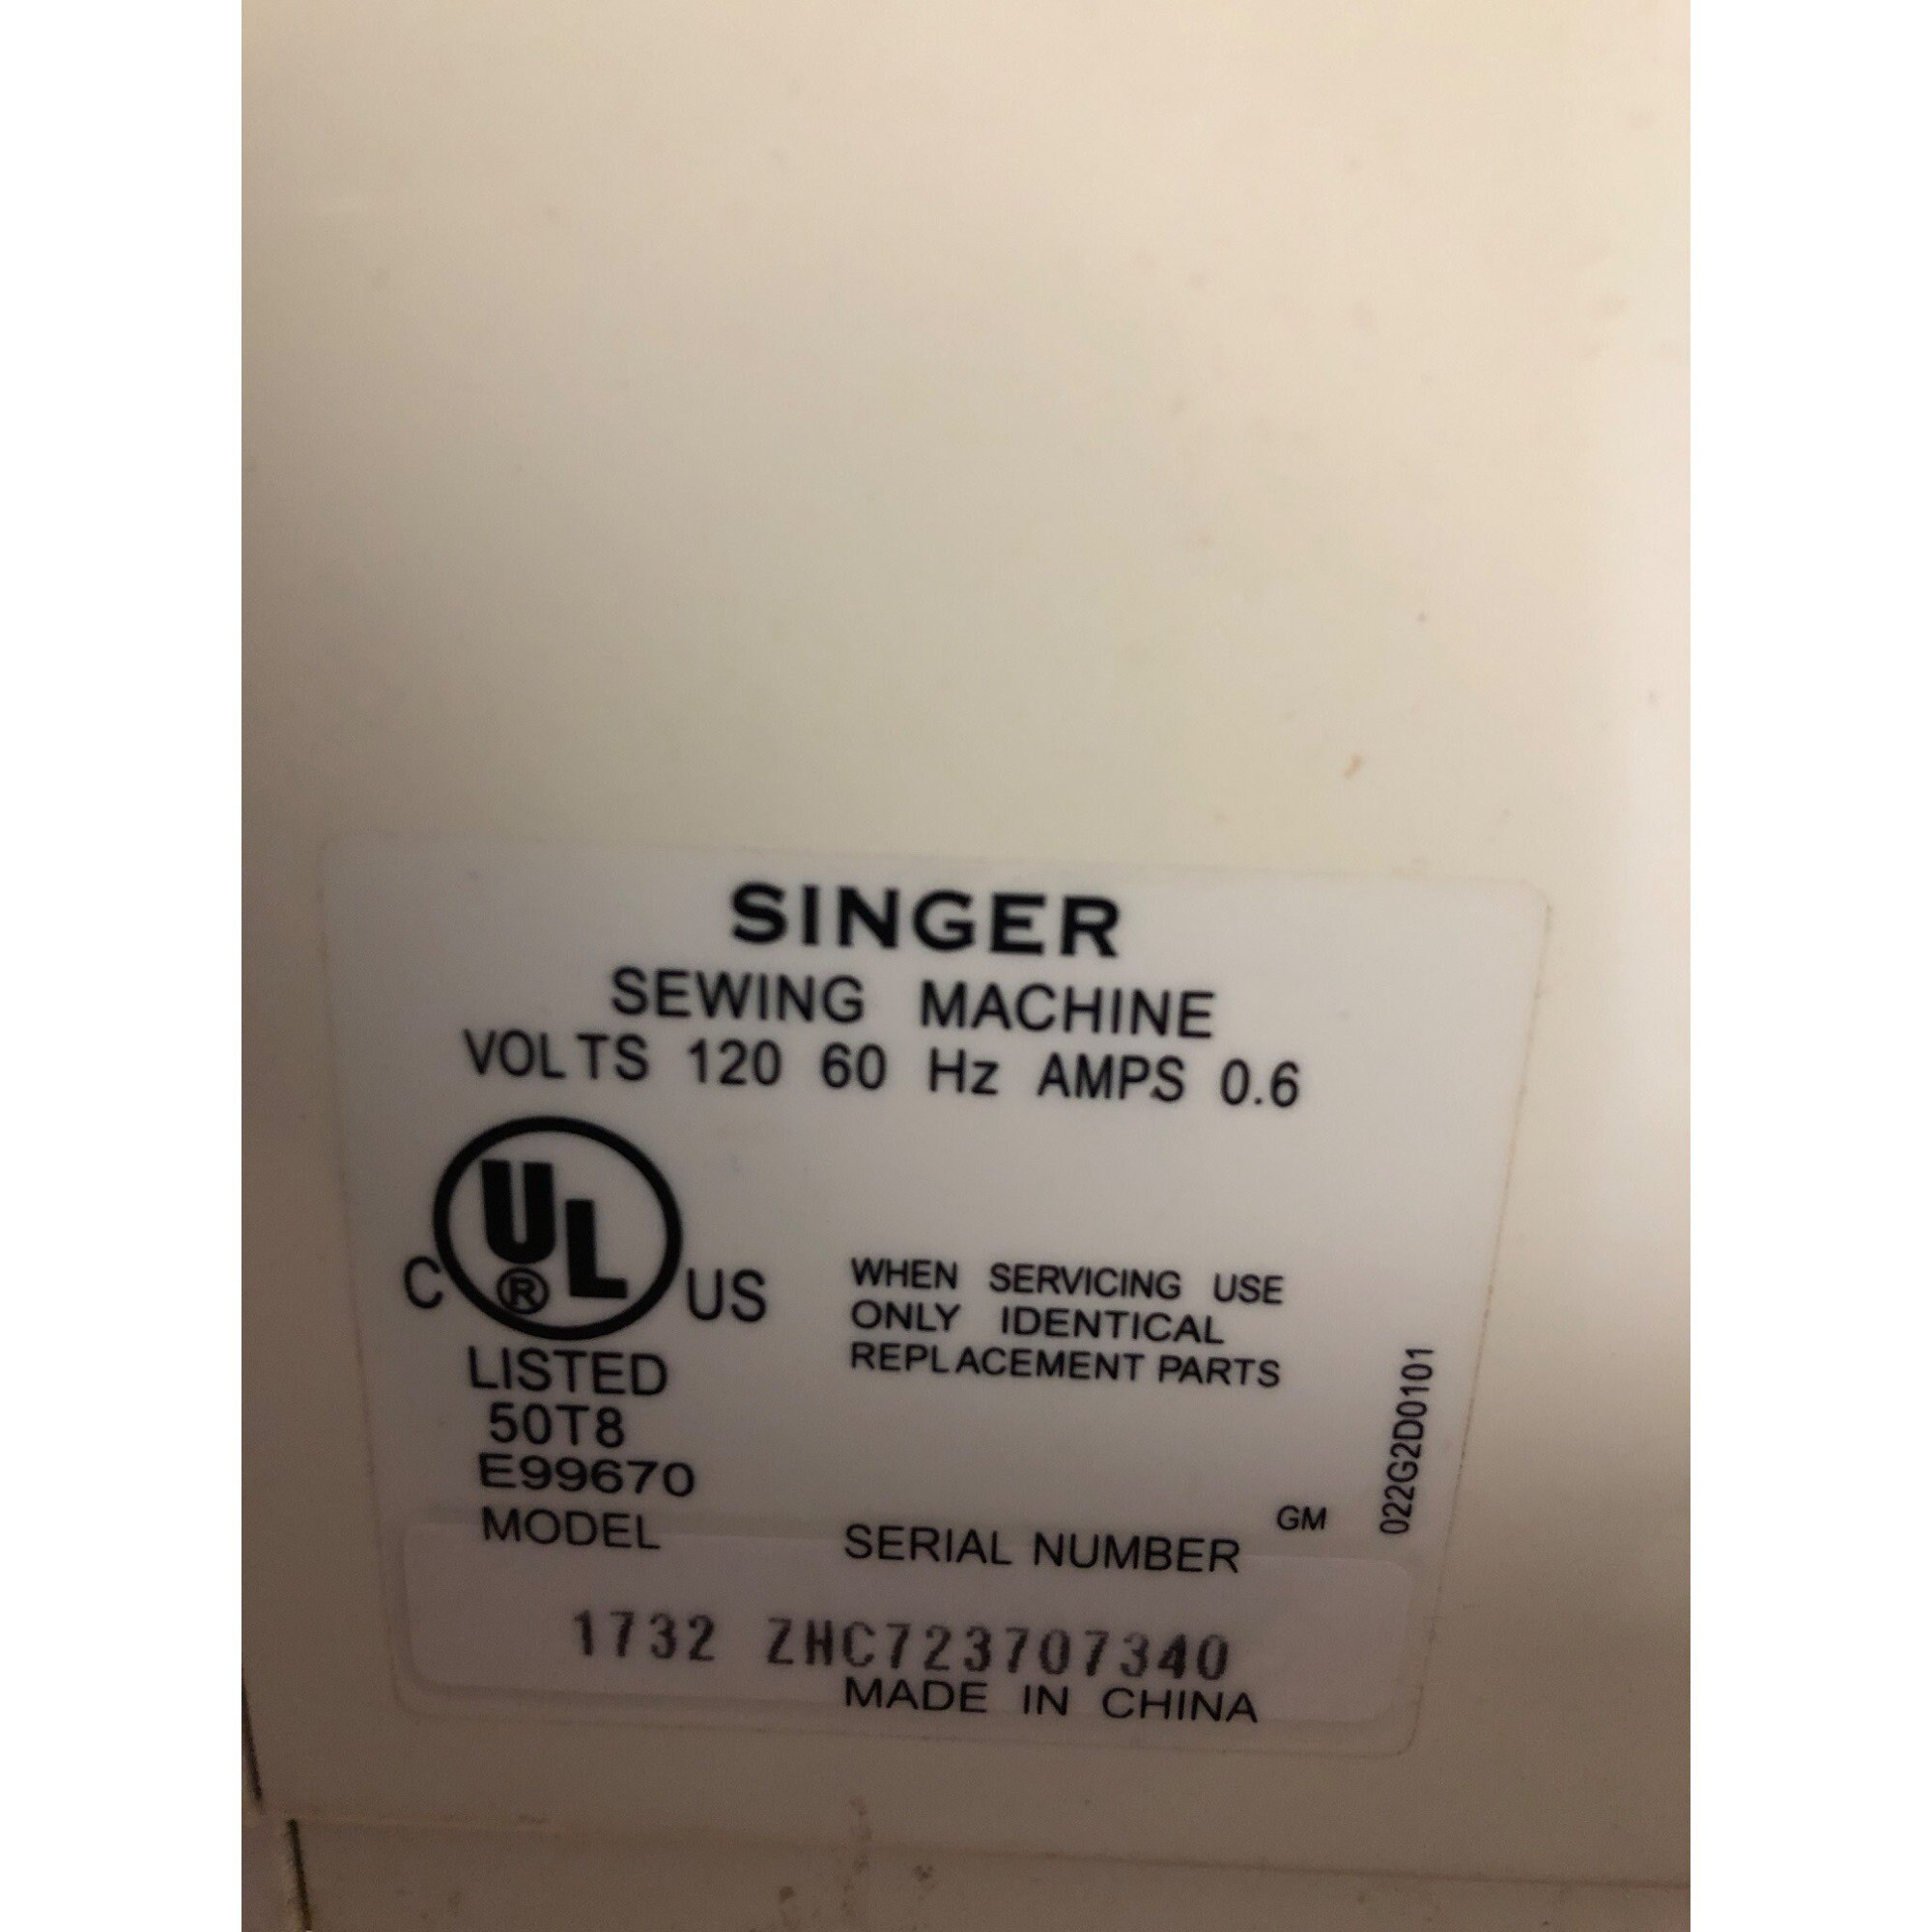 SINGER
SEWING MACHINE
VOLTS 120 60 Hz AMPS 0.6
C UL ® US
LISTED
50T8
E99670
WHEN SERVICING USE
ONLY IDENTICAL
REPLACEMENT PARTS
022G2D0101
GM
MODEL SERIAL NUMBER
1732 ZHC723707340
MADE IN CHINA